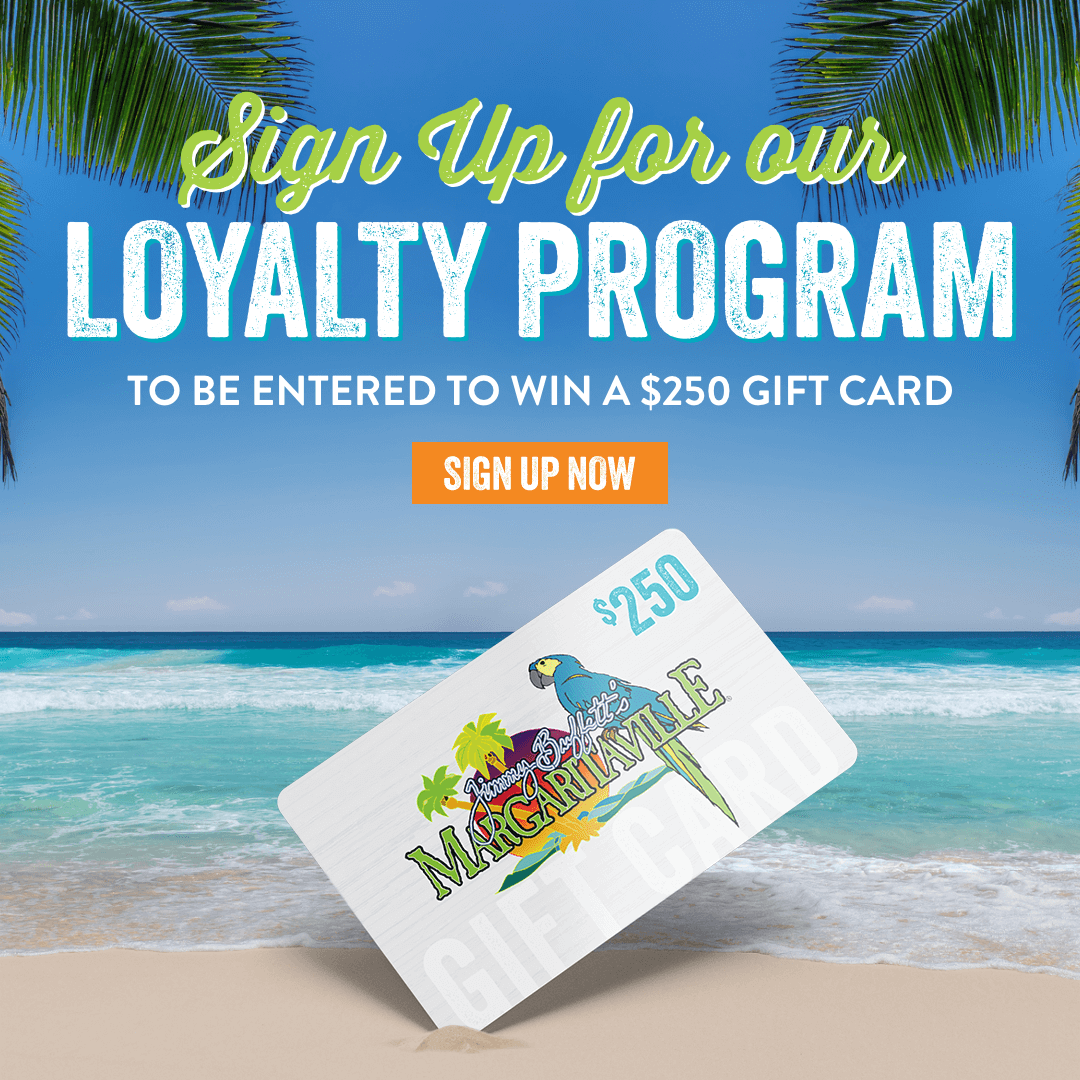 Sign Up for our
LOYALTY PROGRAM
TO BE ENTERED TO WIN A $250 GIFT CARD
SIGN UP NOW
$250
Jimmy Buffett's
MARGARITAVILLE
GIFT CARD